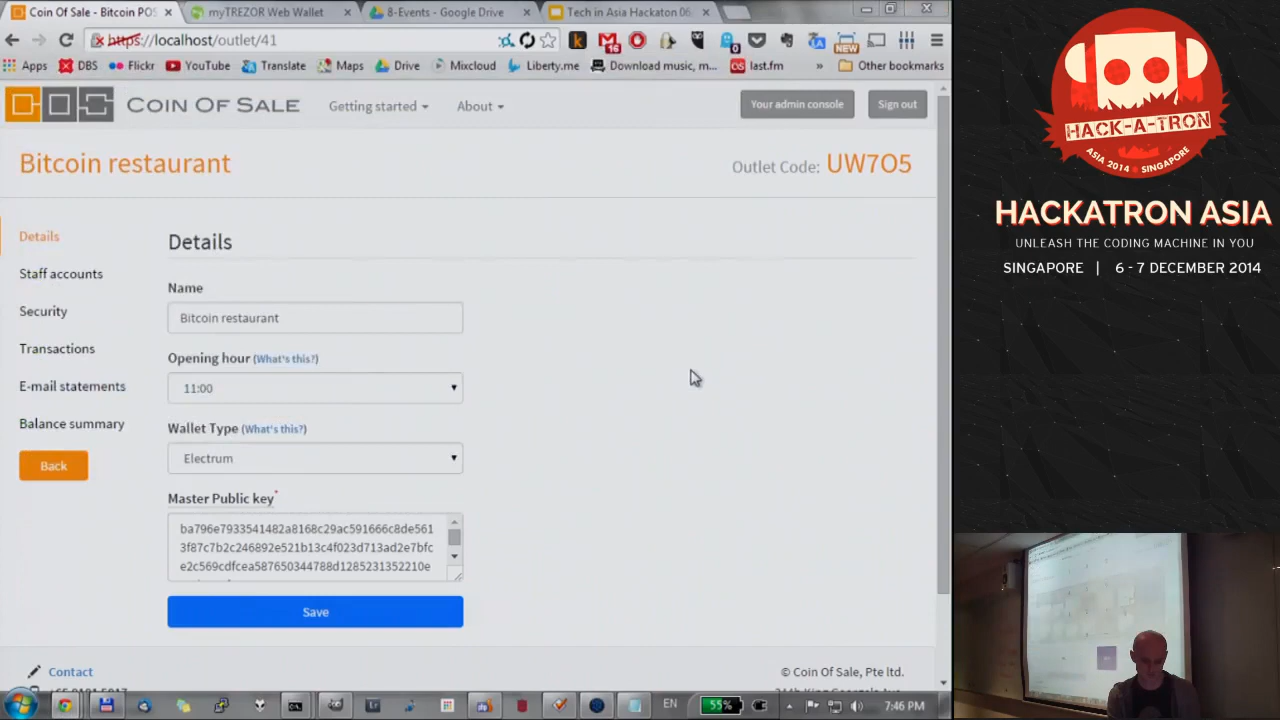 Coin Of Sale - Bitcoin POS
myTREZOR Web Wallet
8-Events - Google Drive
Tech in Asia Hackaton 06
https://localhost/outlet/41
16
0
NEW
Apps
DBS
Flickr
YouTube
Translate
Maps
Drive
Mixcloud
Liberty.me
Download music, m...
last.fm
»
Other bookmarks
COIN OF SALE
Getting started
About
Your admin console
Sign out
Bitcoin restaurant
Outlet Code: UW7O5
Details
Staff accounts
Security
Transactions
E-mail statements
Balance summary
Back
Details
Name
Bitcoin restaurant
Opening hour (What's this?)
11:00
Wallet Type (What's this?)
Electrum
Master Public key*
ba796e7933541482a8168c29ac591666c8de561
3f87c7b2c246892e521b13c4f023d713ad2e7bfc
e2c569cdfcea587650344788d1285231352210e
Save
Contact
© Coin Of Sale, Pte ltd.
EN
55%
7:46 PM
HACK-A-TRON
ASIA 2014 SINGAPORE
HACKATRON ASIA
UNLEASH THE CODING MACHINE IN YOU
SINGAPORE | 6 - 7 DECEMBER 2014